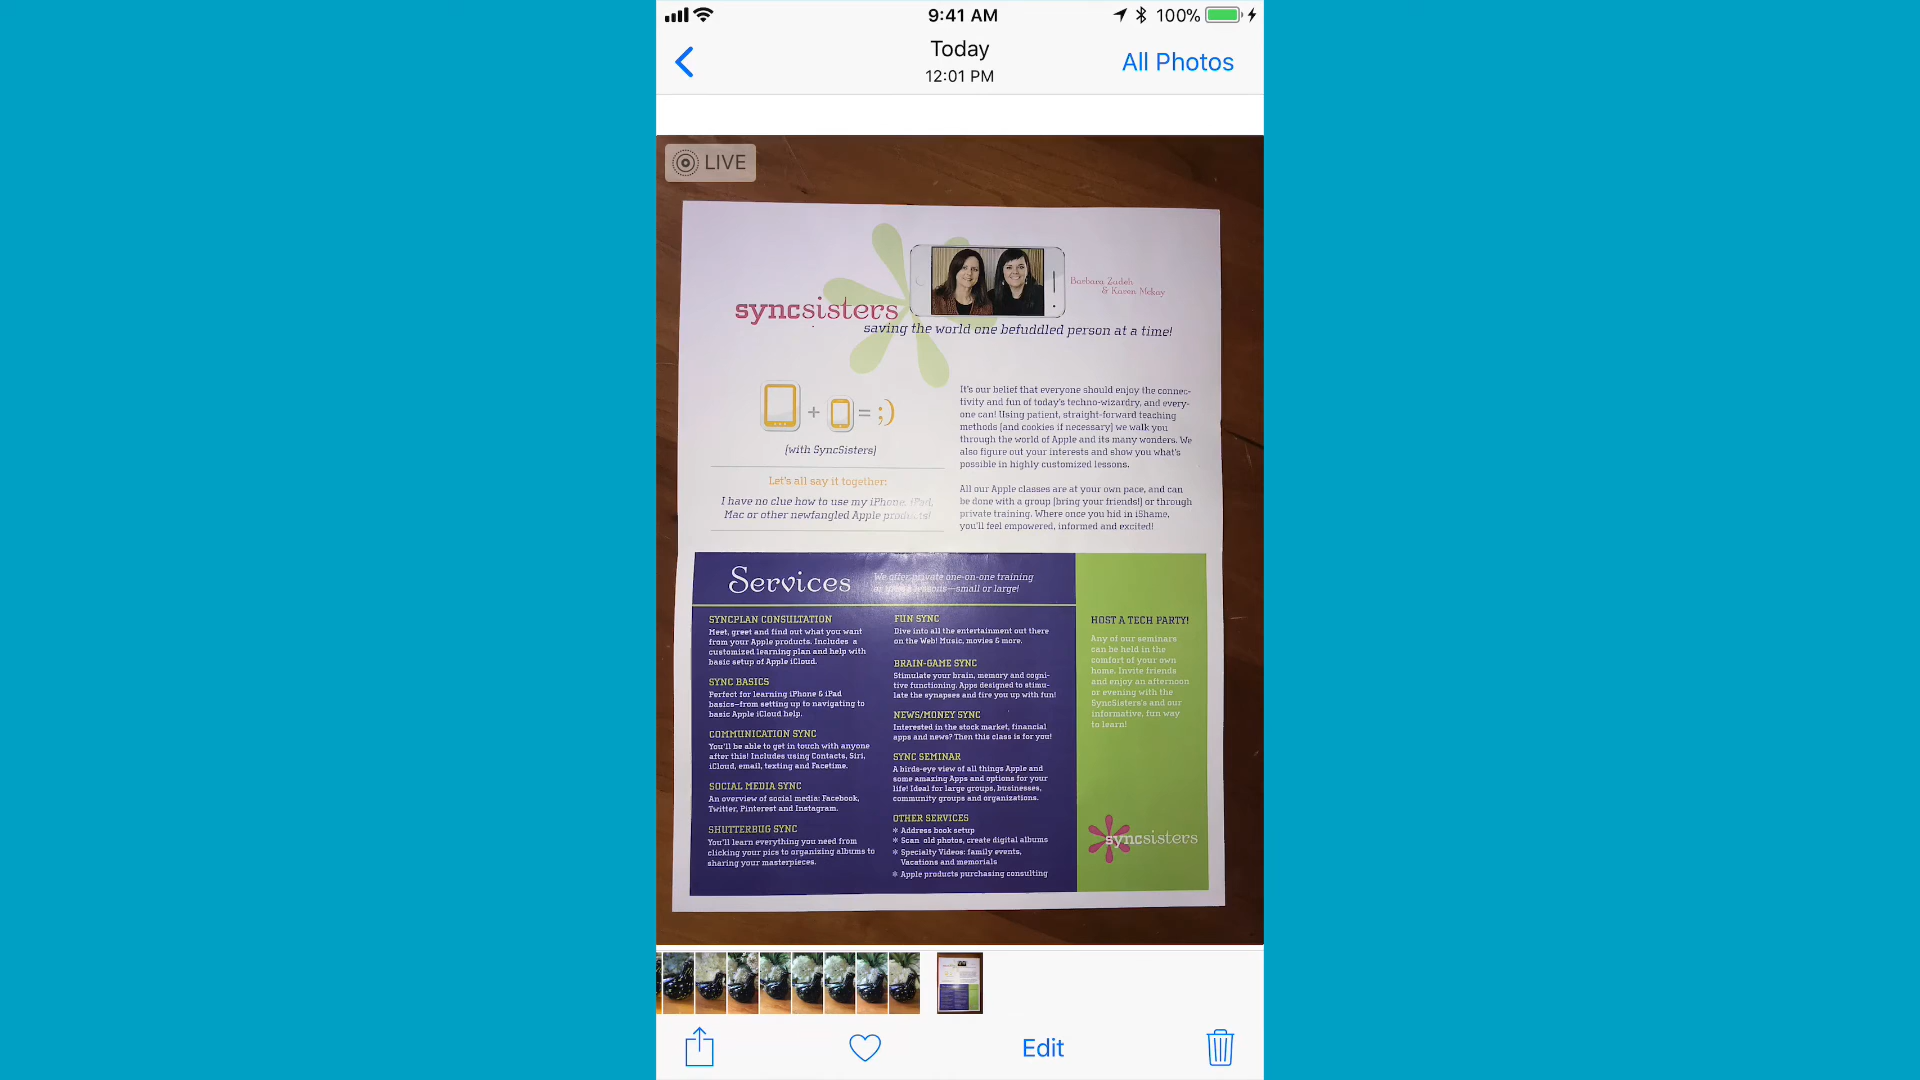 9:41 AM
100%
Today
12:01 PM
All Photos
LIVE
Barbara Zadeh
& Karen Mckay
syncsisters
saving the world one befuddled person at a time!
+ = ;)
[with SyncSisters]
Let's all say it together:
I have no clue how to use my iPhone, iPad,
Mac or other newfangled Apple products!
It's our belief that everyone should enjoy the connec-
tivity and fun of today's techno-wizardry, and every-
one can! Using patient, straight-forward teaching
methods [and cookies if necessary] we walk you
through the world of Apple and its many wonders. We
also figure out your interests and show you what's
possible in highly customized lessons.
All our Apple classes are at your own pace, and can
be done with a group [bring your friends!] or through
private training. Where once you hid in iShame,
you'll feel empowered, informed and excited!
Services
We offer private one-on-one training
or lessons—small or large!
SYNCPLAN CONSULTATION
Meet, greet and find out what you want
from your Apple products. Includes a
customized learning plan and help with
basic setup of Apple iCloud.
SYNC BASICS
Perfect for learning iPhone & iPad
basics—from setting up to navigating to
basic Apple iCloud help.
COMMUNICATION SYNC
You'll be able to get in touch with anyone
after this! Includes using Contacts, Siri,
iCloud, email, texting and Facetime.
SOCIAL MEDIA SYNC
An overview of social media: Facebook,
Twitter, Pinterest and Instagram.
SHUTTERBUG SYNC
You'll learn everything you need from
clicking your pics to organizing albums to
sharing your masterpieces.
FUN SYNC
Dive into all the entertainment out there
on the Web! Music, movies & more.
BRAIN-GAME SYNC
Stimulate your brain, memory and cogni-
tive functioning. Apps designed to stimu-
late the synapses and fire you up with fun!
NEWS/MONEY SYNC
Interested in the stock market, financial
apps and news? Then this class is for you!
SYNC SEMINAR
A birds-eye view of all things Apple and
some amazing Apps and options for your
life! Ideal for large groups, businesses,
community groups and organizations.
OTHER SERVICES
* Address book setup
* Scan old photos, create digital albums
* Specialty Videos: family events,
Vacations and memorials
* Apple products purchasing consulting
HOST A TECH PARTY!
Any of our seminars
can be held in the
comfort of your own
home. Invite friends
and enjoy an afternoon
or evening with the
SyncSisters's and our
informative, fun way
to learn!
syncsisters
Edit